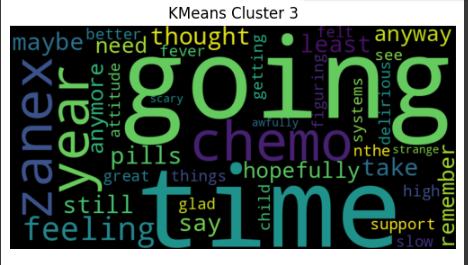 KMeans Cluster 3
maybe better need thought felt least anyway
fever getting see
zanex year anymore attitude going figuring systems delirious
scary
awfully
chemo
pills nthe strange
great things hopefully take remember
still time child high
glad
feeling say support
slow